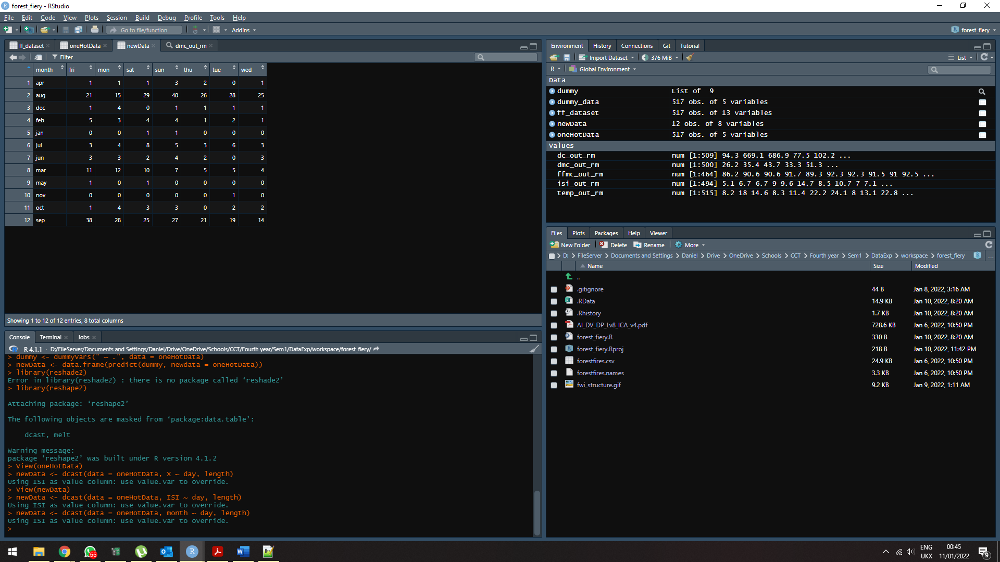 forest_fiery - RStudio
File Edit Code View Plots Session Build Debug Profile Tools Help
Go to file/function Addins forest_fiery
ff_dataset oneHotData newData dmc_out_rm
Filter
month fri mon sat sun thu tue wed
1 apr 1 1 1 3 2 0 1
2 aug 21 15 29 40 26 28 25
3 dec 1 4 0 1 1 1 1
4 feb 5 3 4 4 1 2 1
5 jan 0 0 1 1 0 0 0
6 jul 3 4 8 5 3 6 3
7 jun 3 3 2 4 2 0 3
8 mar 11 12 10 7 5 5 4
9 may 1 0 1 0 0 0 0
10 nov 0 0 0 0 0 1 0
11 oct 1 4 3 3 0 2 2
12 sep 38 28 25 27 21 19 14
Showing 1 to 12 of 12 entries, 8 total columns
Console Terminal Jobs
R 4.1.1 · D:/FileServer/Documents and Settings/Daniel/Drive/OneDrive/Schools/CCT/Fourth year/Sem1/DataExp/workspace/forest_fiery/
> dummy <- dummyVars(" ~ .", data = oneHotData)
> newData <- data.frame(predict(dummy, newdata = oneHotData))
> library(reshade2)
Error in library(reshade2) : there is no package called ‘reshade2’
> library(reshape2)
Attaching package: ‘reshape2’
The following objects are masked from ‘package:data.table’:
dcast, melt
Warning message:
package ‘reshape2’ was built under R version 4.1.2
> View(oneHotData)
> newData <- dcast(data = oneHotData, X ~ day, length)
Using ISI as value column: use value.var to override.
> View(newData)
> newData <- dcast(data = oneHotData, ISI ~ day, length)
Using ISI as value column: use value.var to override.
> newData <- dcast(data = oneHotData, month ~ day, length)
Using ISI as value column: use value.var to override.
>
Environment History Connections Git Tutorial
Import Dataset 376 MiB List
R Global Environment
Data
dummy List of 9
dummy_data 517 obs. of 5 variables
ff_dataset 517 obs. of 13 variables
newData 12 obs. of 8 variables
oneHotData 517 obs. of 5 variables
Values
dc_out_rm num [1:509] 94.3 669.1 686.9 77.5 102.2 ...
dmc_out_rm num [1:500] 26.2 35.4 43.7 33.3 51.3 ...
ffmc_out_rm num [1:464] 86.2 90.6 90.6 91.7 89.3 92.3 92.3 91.5 91 92.5 ...
isi_out_rm num [1:494] 5.1 6.7 6.7 9 9.6 14.7 8.5 10.7 7 7.1 ...
temp_out_rm num [1:515] 8.2 18 14.6 8.3 11.4 22.2 24.1 8 13.1 22.8 ...
Files Plots Packages Help Viewer
New Folder Delete Rename More
D: FileServer Documents and Settings Daniel Drive OneDrive Schools CCT Fourth year Sem1 DataExp workspace forest_fiery ...
Name Size Modified
..
.gitignore 44 B Jan 8, 2022, 3:16 AM
.RData 14.9 KB Jan 10, 2022, 8:20 AM
.Rhistory 1.7 KB Jan 10, 2022, 8:20 AM
AI_DV_DP_Lv8_ICA_v4.pdf 728.6 KB Jan 6, 2022, 10:50 PM
forest_fiery.R 330 B Jan 10, 2022, 8:20 AM
forest_fiery.Rproj 218 B Jan 10, 2022, 11:42 PM
forestfires.csv 24.9 KB Jan 6, 2022, 10:50 PM
forestfires.names 3.3 KB Jan 6, 2022, 10:50 PM
fwi_structure.gif 9.2 KB Jan 9, 2022, 1:11 AM
55
ENG
UKX
00:45
11/01/2022
9